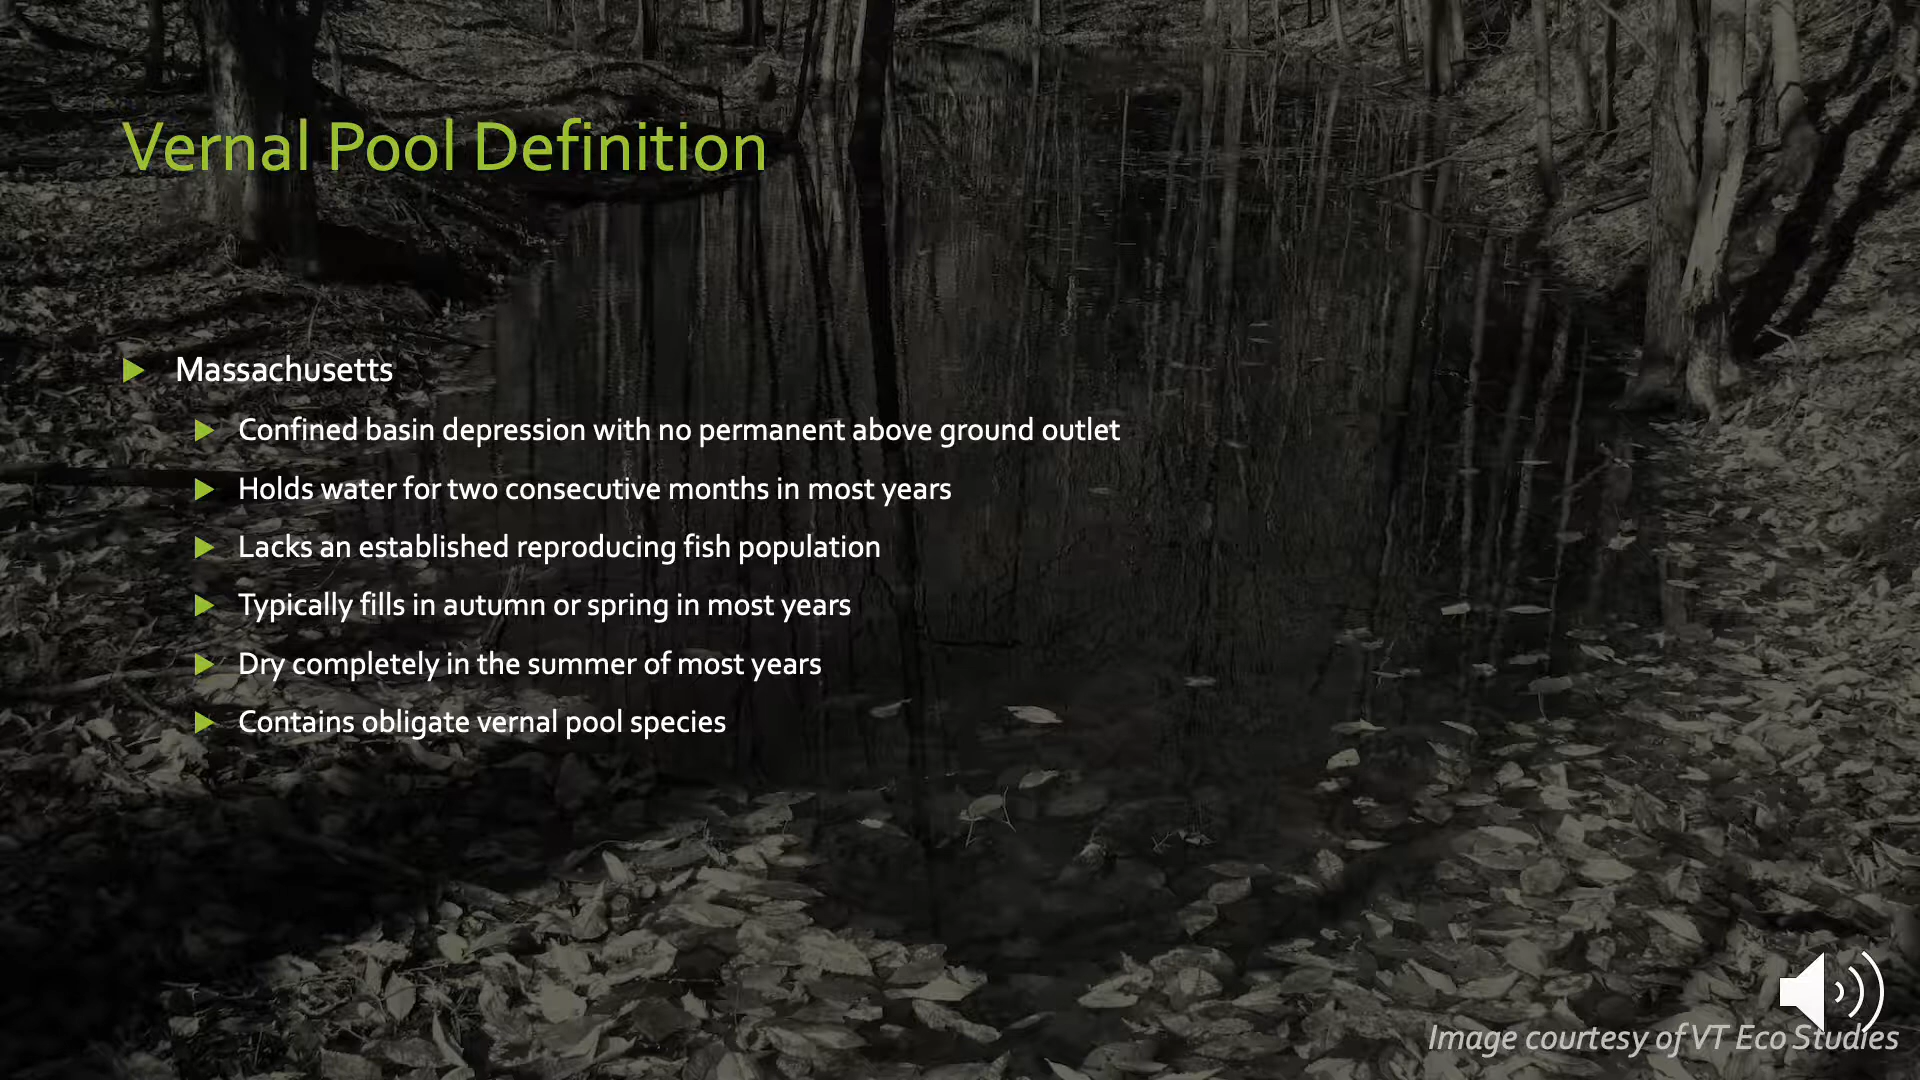 Vernal Pool Definition
Massachusetts
Confined basin depression with no permanent above ground outlet
Holds water for two consecutive months in most years
Lacks an established reproducing fish population
Typically fills in autumn or spring in most years
Dry completely in the summer of most years
Contains obligate vernal pool species
Image courtesy of VT Eco Studies